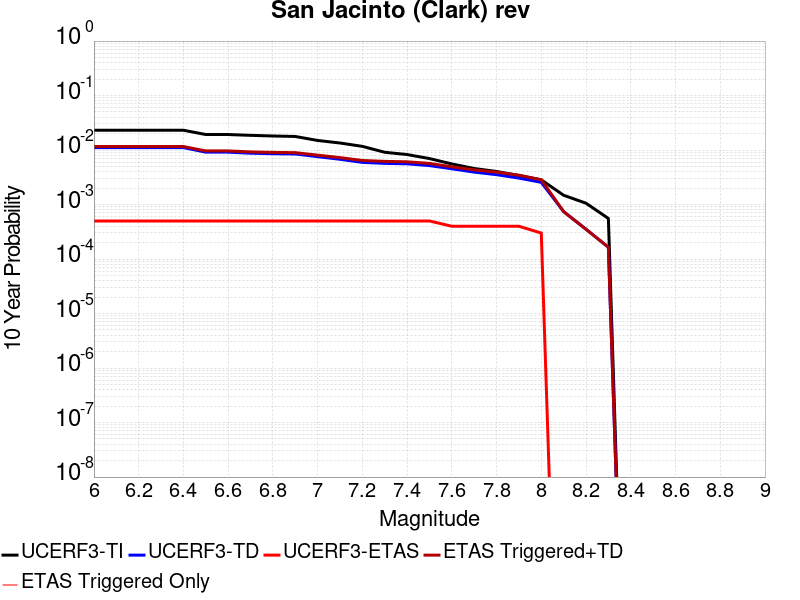 San Jacinto (Clark) rev
10 0
10 -1
10 -2
10 -3
10 -4
10 -5
10 -6
10 -7
10 -8
10 Year Probability
6 6.2 6.4 6.6 6.8 7 7.2 7.4 7.6 7.8 8 8.2 8.4 8.6 8.8 9
Magnitude
UCERF3-TI UCERF3-TD UCERF3-ETAS ETAS Triggered+TD
ETAS Triggered Only